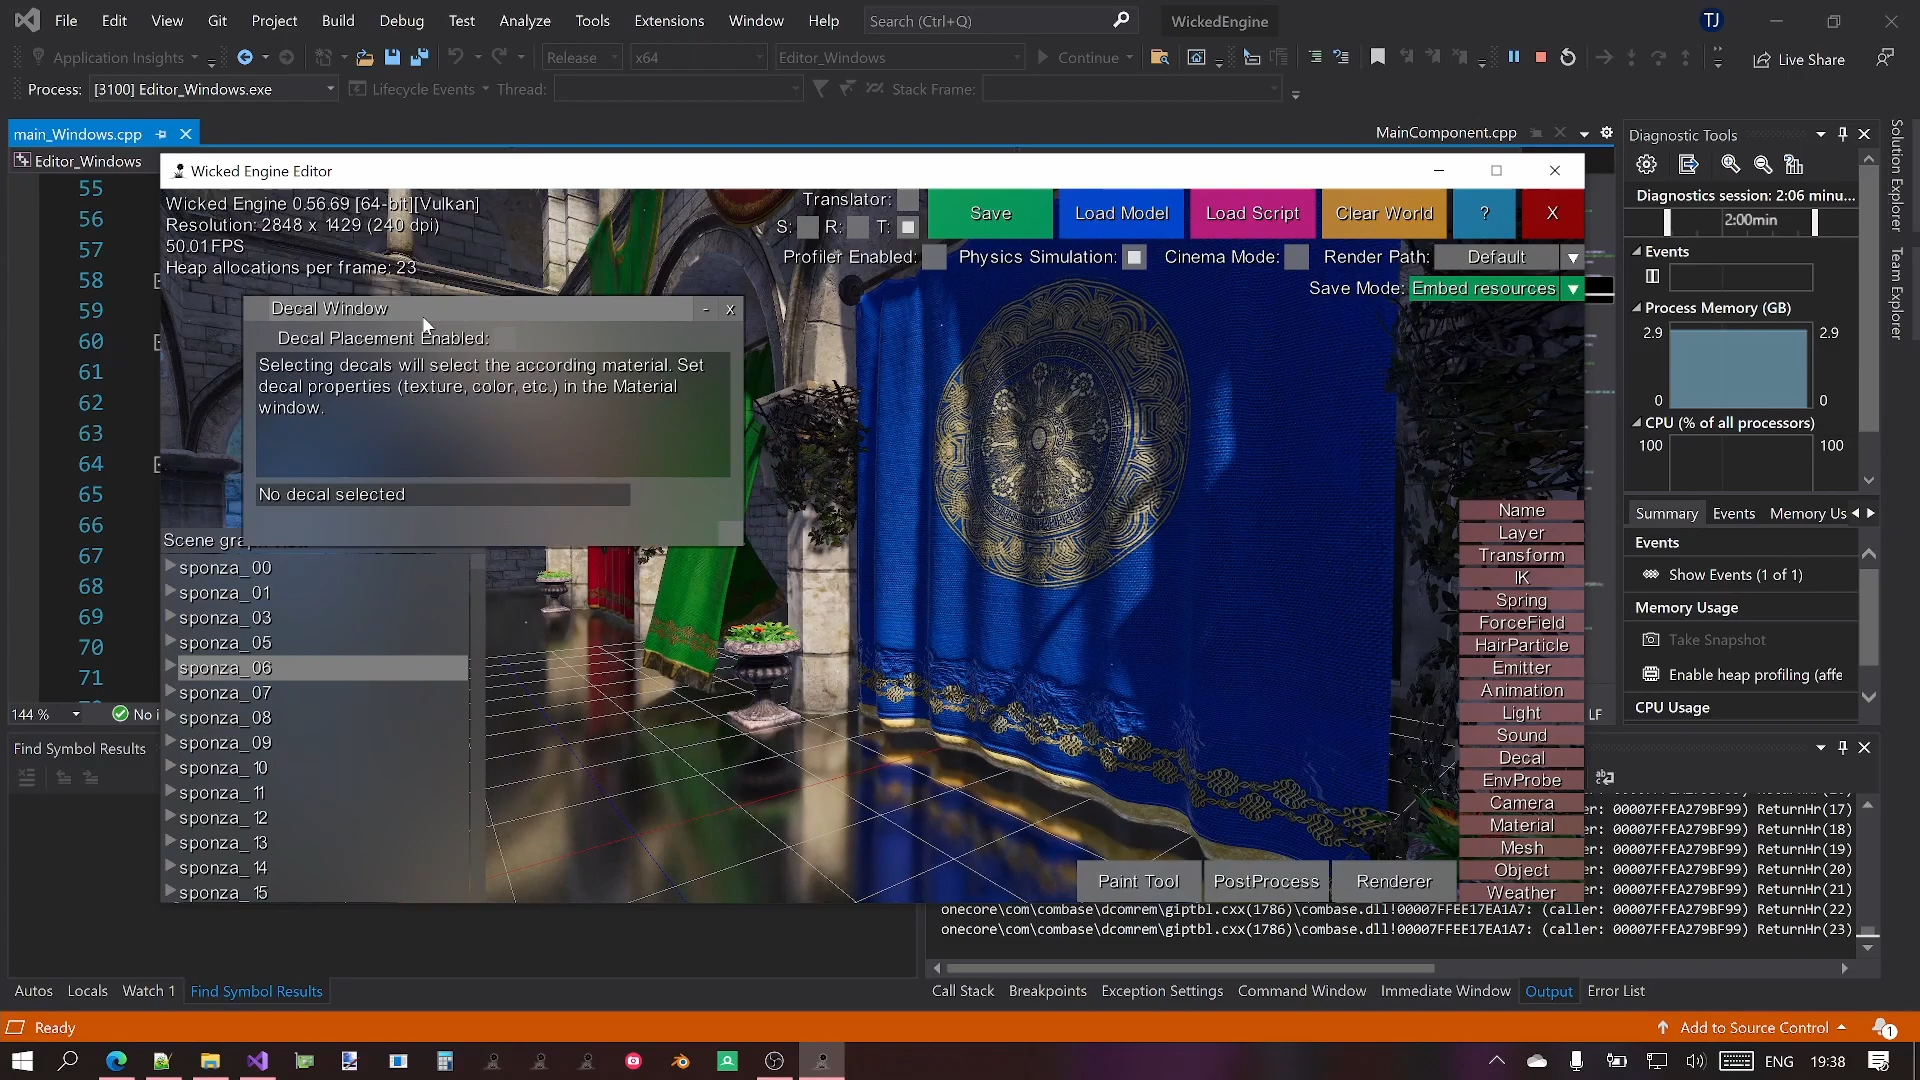 File Edit View Git Project Build Debug Test Analyze Tools Extensions Window Help Search (Ctrl+Q) WickedEngine TJ
Application Insights Release x64 Editor_Windows Continue Live Share
Process: [3100] Editor_Windows.exe Lifecycle Events Thread: Stack Frame:
main_Windows.cpp MainComponent.cpp
Editor_Windows
55
56
57
58
59
60
61
62
63
64
65
66
67
68
69
70
71
144 % No i
LF
Wicked Engine Editor
Wicked Engine 0.56.69 [64-bit][Vulkan]
Resolution: 2848 x 1429 (240 dpi)
50.01 FPS
Heap allocations per frame: 23
Translator:
S: R: T:
Save Load Model Load Script Clear World ? X
Profiler Enabled: Physics Simulation: Cinema Mode: Render Path: Default
Save Mode: Embed resources
Decal Window - x
Decal Placement Enabled:
Selecting decals will select the according material. Set
decal properties (texture, color, etc.) in the Material
window.
No decal selected
Scene gra
sponza_00
sponza_01
sponza_03
sponza_05
sponza_06
sponza_07
sponza_08
sponza_09
sponza_10
sponza_11
sponza_12
sponza_13
sponza_14
sponza_15
Name
Layer
Transform
IK
Spring
ForceField
HairParticle
Emitter
Animation
Light
Sound
Decal
EnvProbe
Camera
Material
Mesh
Object
Weather
Paint Tool PostProcess Renderer
Diagnostic Tools
Diagnostics session: 2:06 minu...
2:00min
Events
Process Memory (GB)
2.9 2.9
0 0
CPU (% of all processors)
100 100
Summary Events Memory Us
Events
Show Events (1 of 1)
Memory Usage
Take Snapshot
Enable heap profiling (affe
CPU Usage
Solution Explorer
Team Explorer
Find Symbol Results
er: 00007FFEA279BF99) ReturnHr(17)
er: 00007FFEA279BF99) ReturnHr(18)
er: 00007FFEA279BF99) ReturnHr(19)
er: 00007FFEA279BF99) ReturnHr(20)
er: 00007FFEA279BF99) ReturnHr(21)
onecore\com\combase\dcomrem\giptbl.cxx(1786)\combase.dll!00007FFEE17EA1A7: (caller: 00007FFEA279BF99) ReturnHr(22)
onecore\com\combase\dcomrem\giptbl.cxx(1786)\combase.dll!00007FFEE17EA1A7: (caller: 00007FFEA279BF99) ReturnHr(23)
Autos Locals Watch 1 Find Symbol Results
Call Stack Breakpoints Exception Settings Command Window Immediate Window Output Error List
Ready
Add to Source Control 1
ENG 19:38